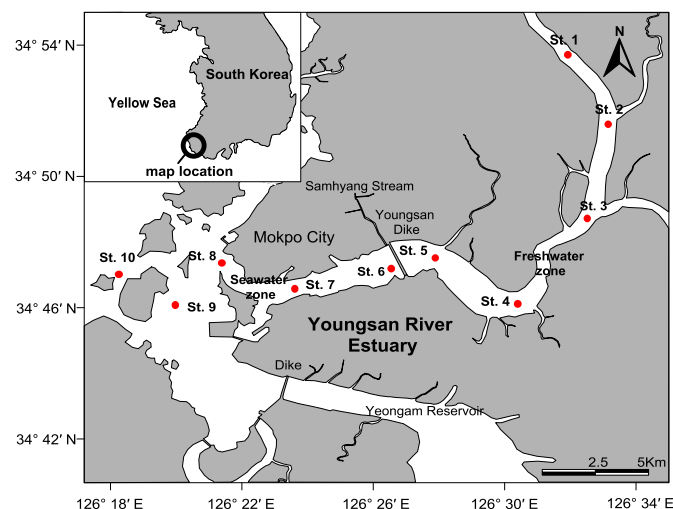 34° 54′ N
34° 50′ N
34° 46′ N
34° 42′ N
South Korea
Yellow Sea
map location
St. 1
N
St. 2
Samhyang Stream
Youngsan
Dike
St. 3
Mokpo City
St. 5
Freshwater
zone
St. 10
St. 8
Seawater
zone
St. 6
St. 7
St. 4
St. 9
Youngsan River
Estuary
Dike
Yeongam Reservoir
2.5
5Km
126° 18′ E
126° 22′ E
126° 26′ E
126° 30′ E
126° 34′ E